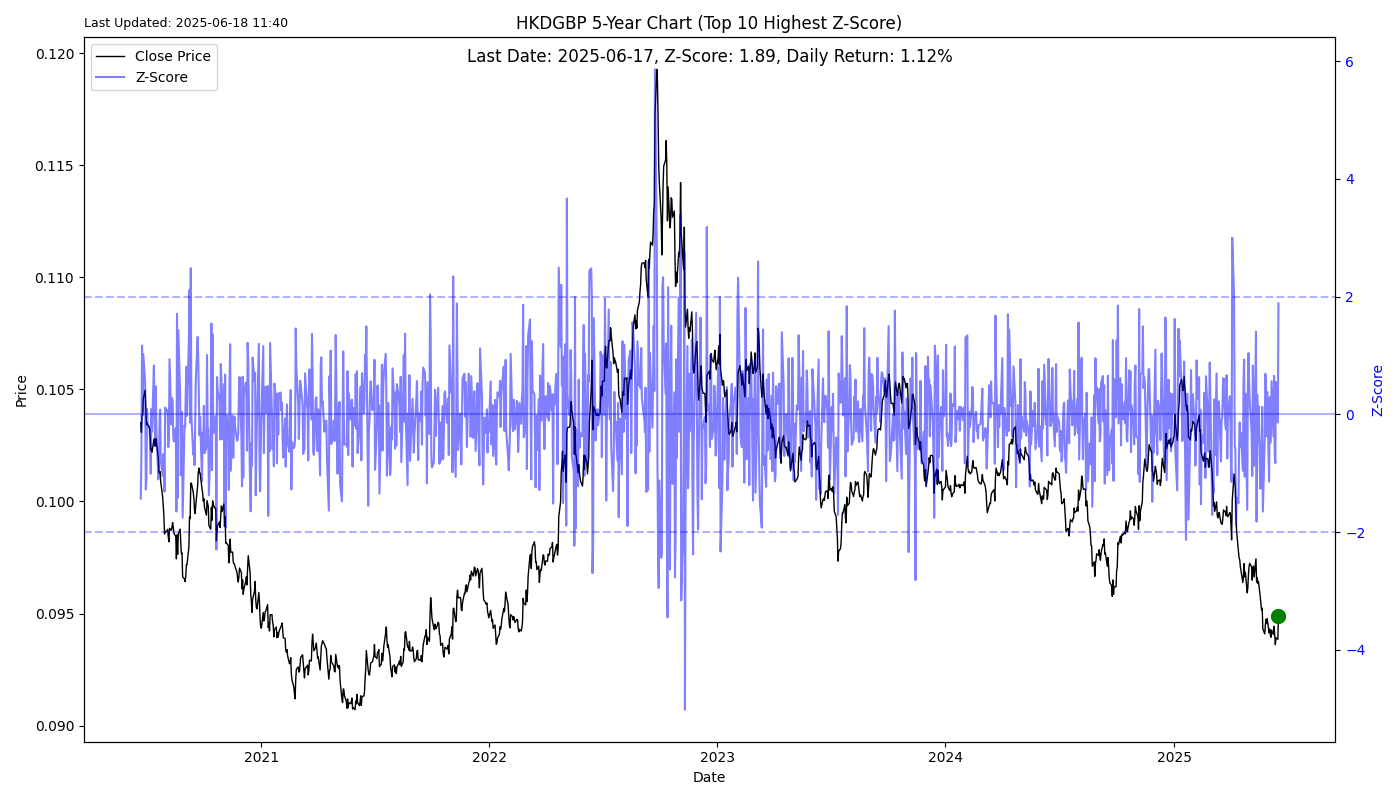 Last Updated: 2025-06-18 11:40
HKDGBP 5-Year Chart (Top 10 Highest Z-Score)
Last Date: 2025-06-17, Z-Score: 1.89, Daily Return: 1.12%
Close Price
Z-Score
0.120
0.115
0.110
0.105
0.100
0.095
0.090
Price
6
4
2
0
−2
−4
Z-Score
2021
2022
2023
2024
2025
Date